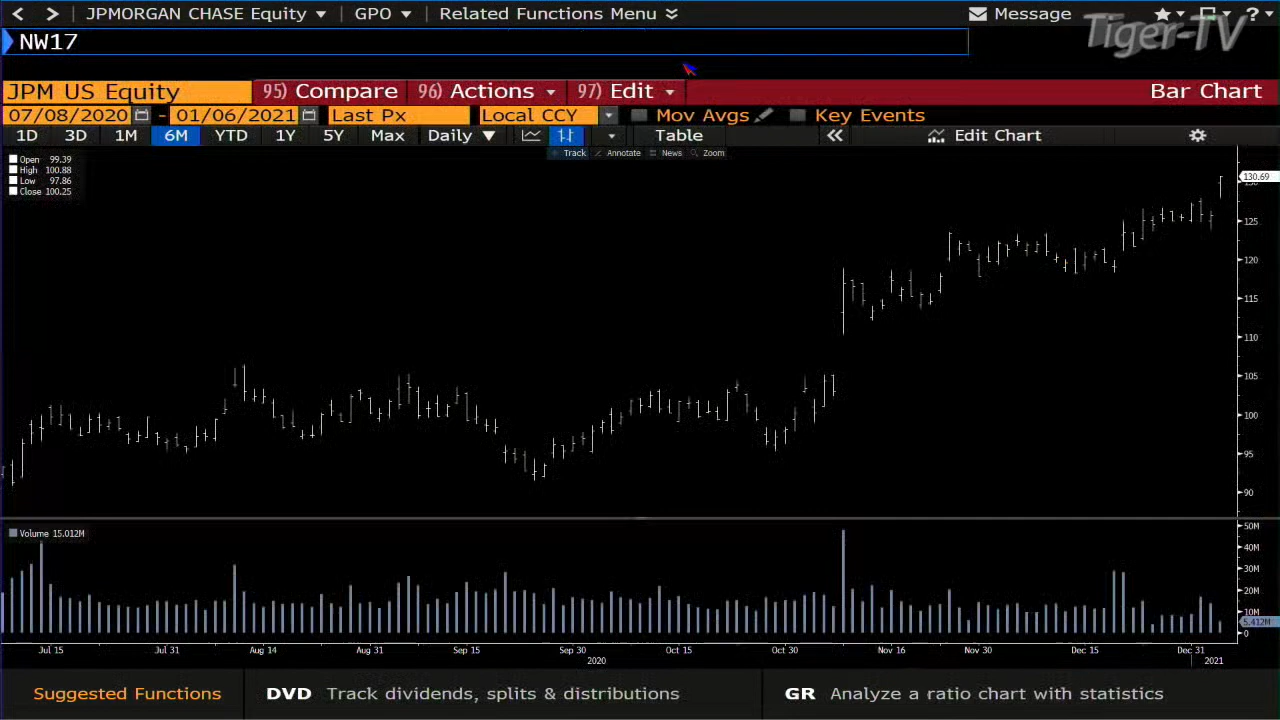 JPMORGAN CHASE Equity GPO Related Functions Menu Message ?
Tiger-TV
NW17
JPM US Equity 95) Compare 96) Actions 97) Edit Bar Chart
07/08/2020 - 01/06/2021 Last Px Local CCY Mov Avgs Key Events
1D 3D 1M 6M YTD 1Y 5Y Max Daily ▼ Table « Edit Chart
Track Annotate News Zoom
Open 99.39
High 100.88
Low 97.86
Close 100.25
130.69
130
125
120
115
110
105
100
95
90
Volume 15.012M
50M
40M
30M
20M
10M
5.412M
0
Jul 15 Jul 31 Aug 14 Aug 31 Sep 15 Sep 30 Oct 15 Oct 30 Nov 16 Nov 30 Dec 15 Dec 31
2020 2021
Suggested Functions DVD Track dividends, splits & distributions GR Analyze a ratio chart with statistics